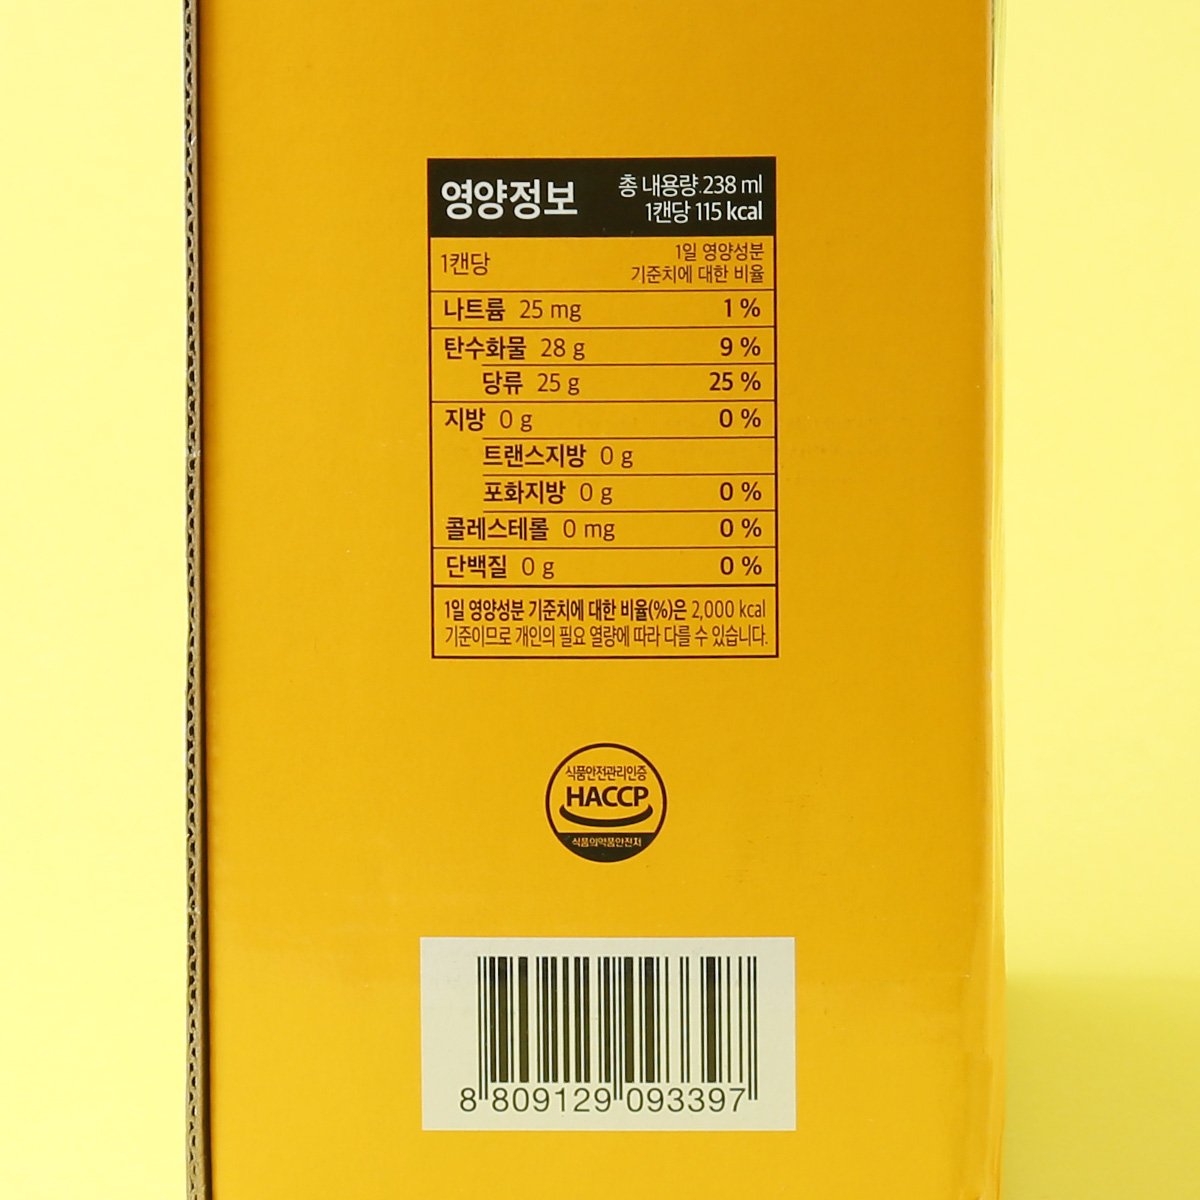 영양정보
총 내용량 238 ml
1캔당 115 kcal
1캔당
1일 영양성분
기준치에 대한 비율
나트륨 25 mg 1 %
탄수화물 28 g 9 %
당류 25 g 25 %
지방 0 g 0 %
트랜스지방 0 g
포화지방 0 g 0 %
콜레스테롤 0 mg 0 %
단백질 0 g 0 %
1일 영양성분 기준치에 대한 비율(%)은 2,000 kcal
기준이므로 개인의 필요 열량에 따라 다를 수 있습니다.
식품안전관리인증
HACCP
식품의약품안전처
8 809129 093397